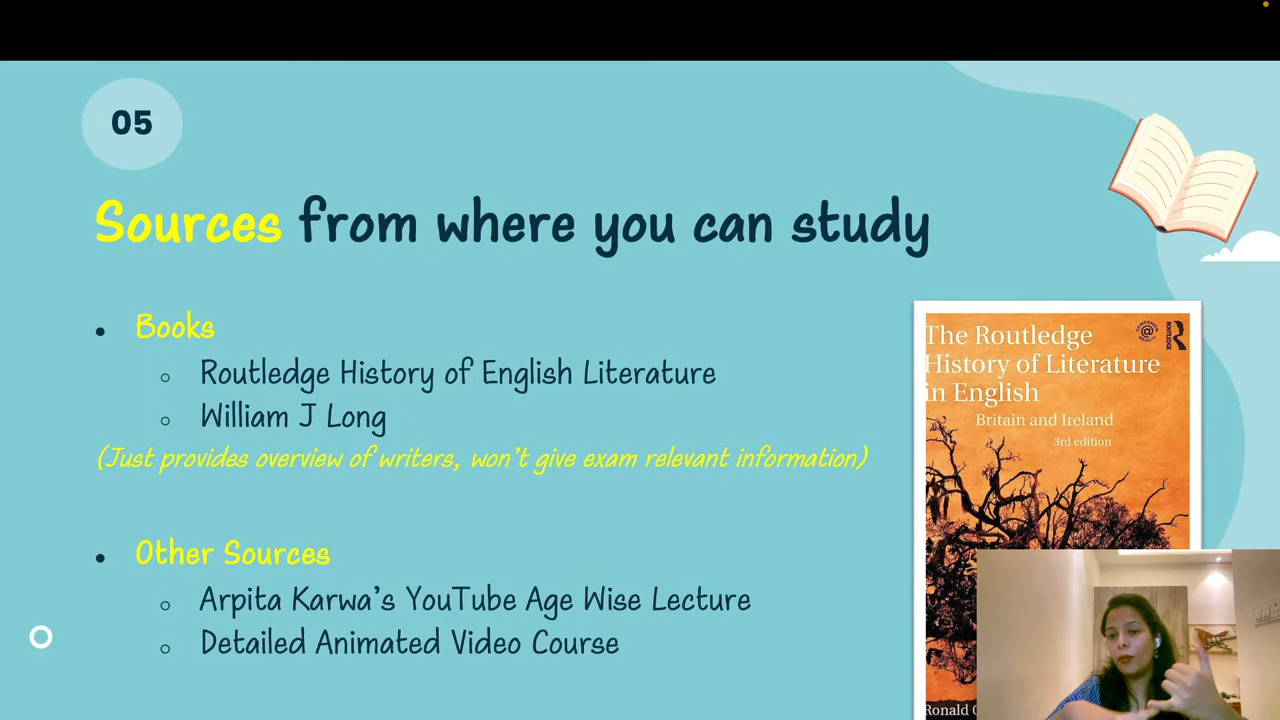 05
Sources from where you can study
Books
Routledge History of English Literature
William J Long
(Just provides overview of writers, won't give exam relevant information)
Other Sources
Arpita Karwa's YouTube Age Wise Lecture
Detailed Animated Video Course
The Routledge
History of Literature
in English
Britain and Ireland
3rd edition
COMPANION
@
WEBSITE
ROUTLEDGE
Ronald